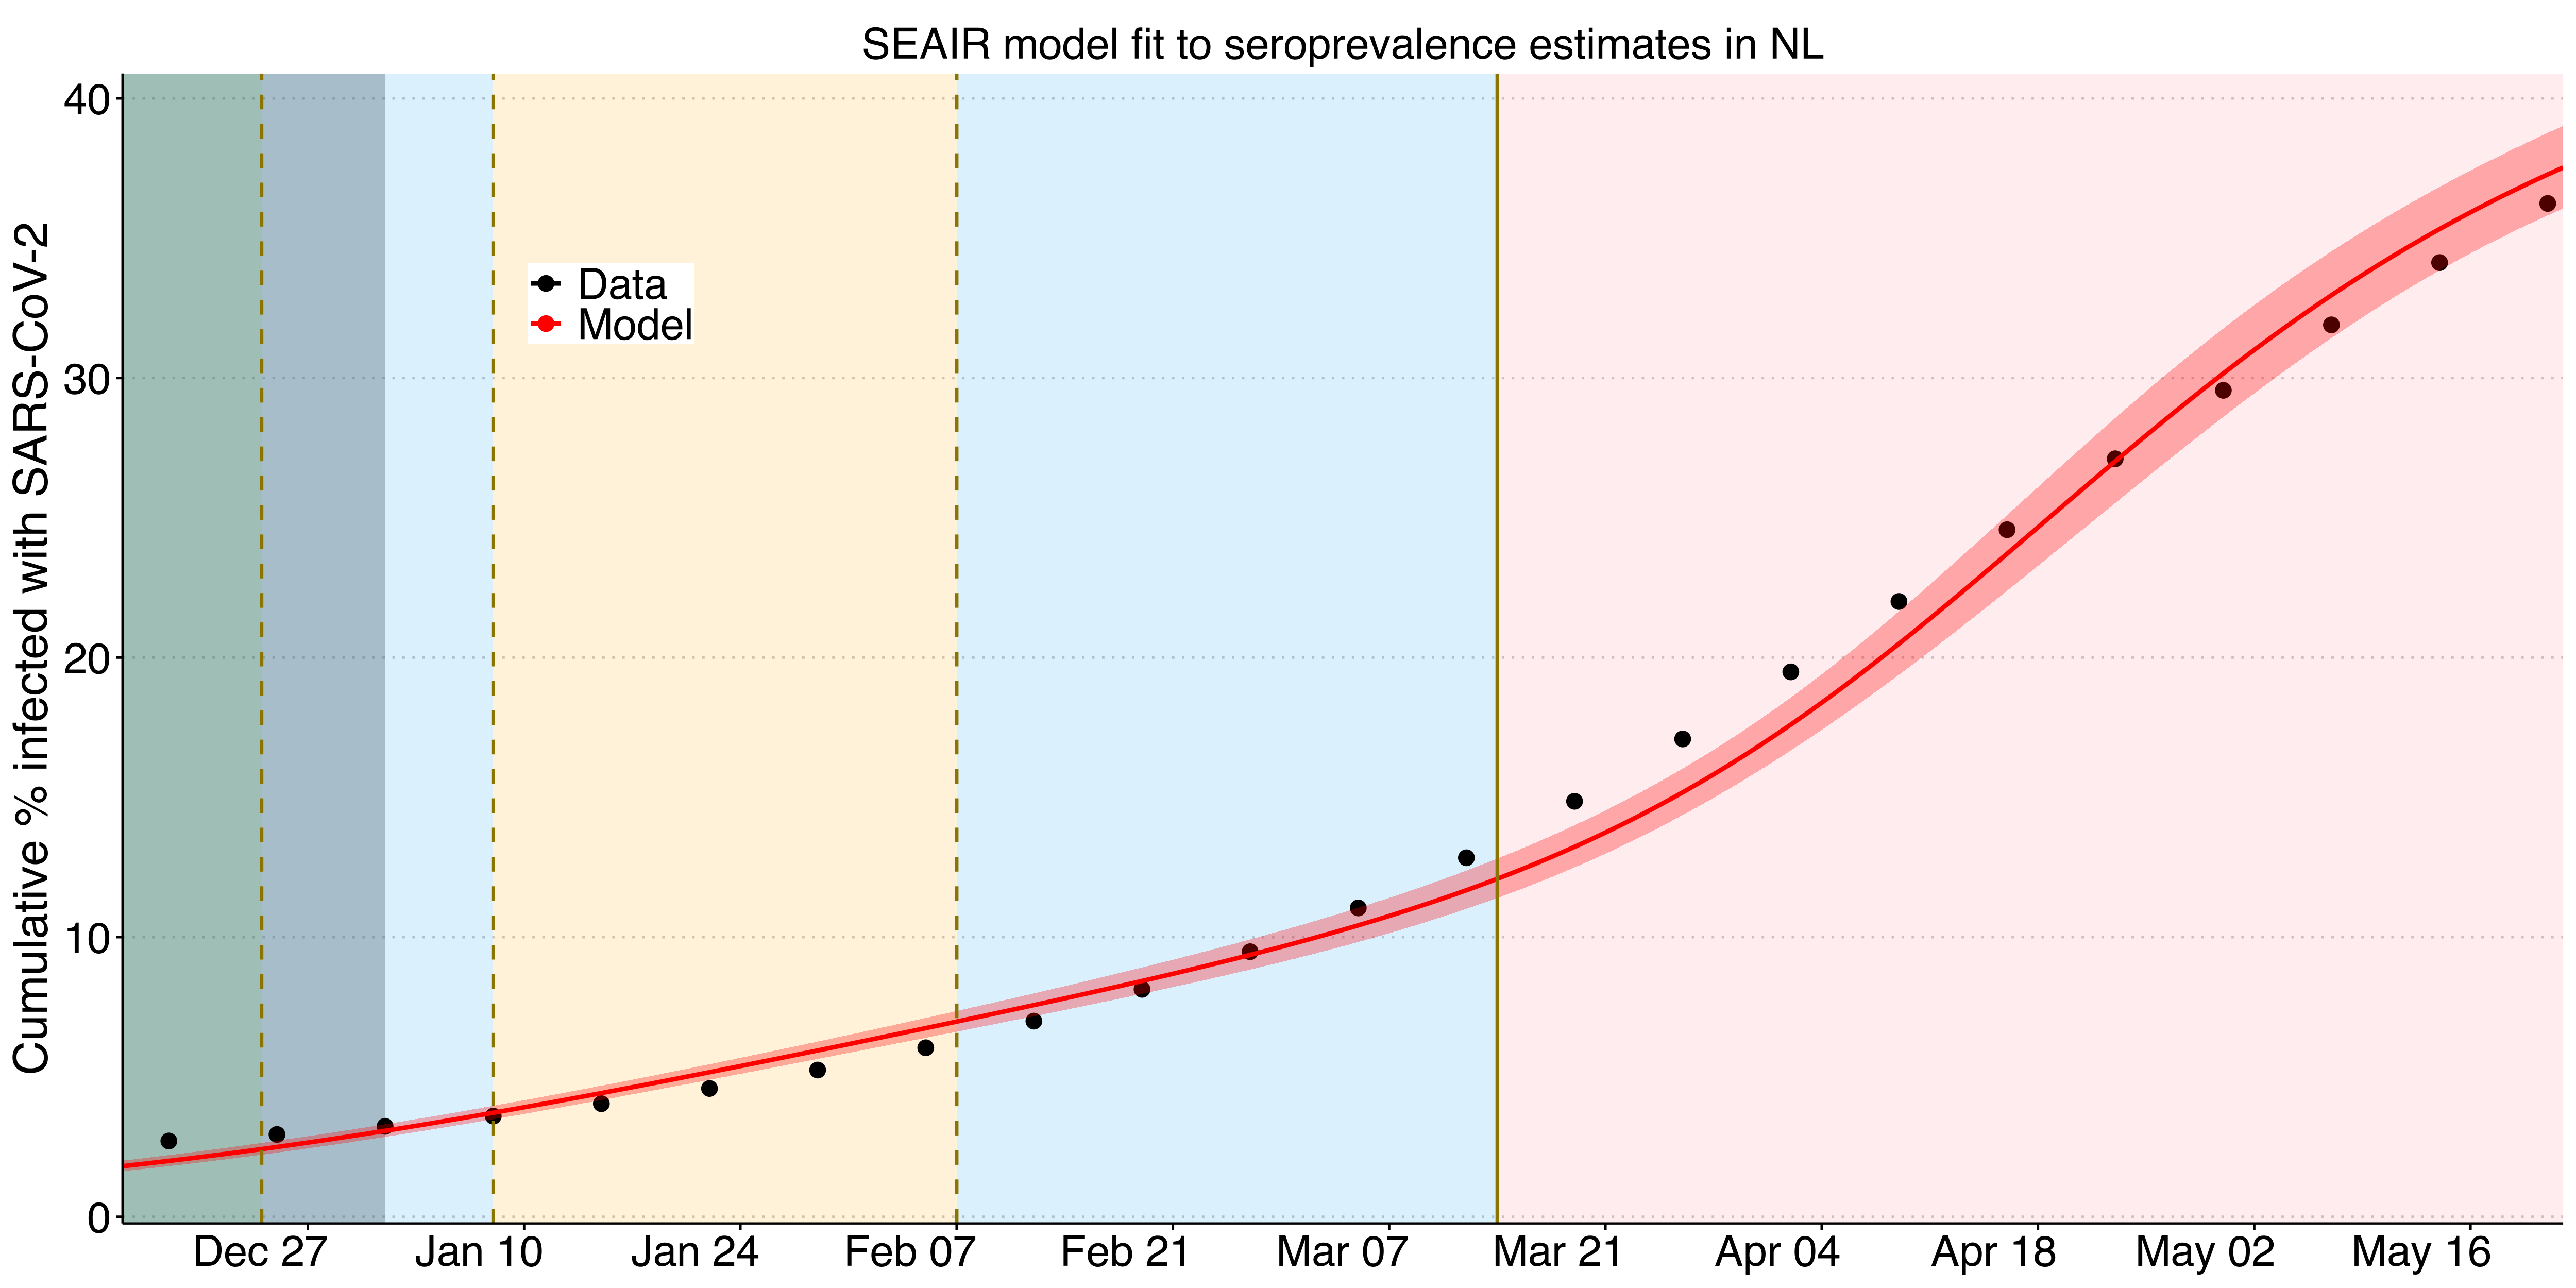 SEAIR model fit to seroprevalence estimates in NL
Cumulative % infected with SARS-CoV-2
40
30
20
10
0
Data
Model
Dec 27 Jan 10 Jan 24 Feb 07 Feb 21 Mar 07 Mar 21 Apr 04 Apr 18 May 02 May 16